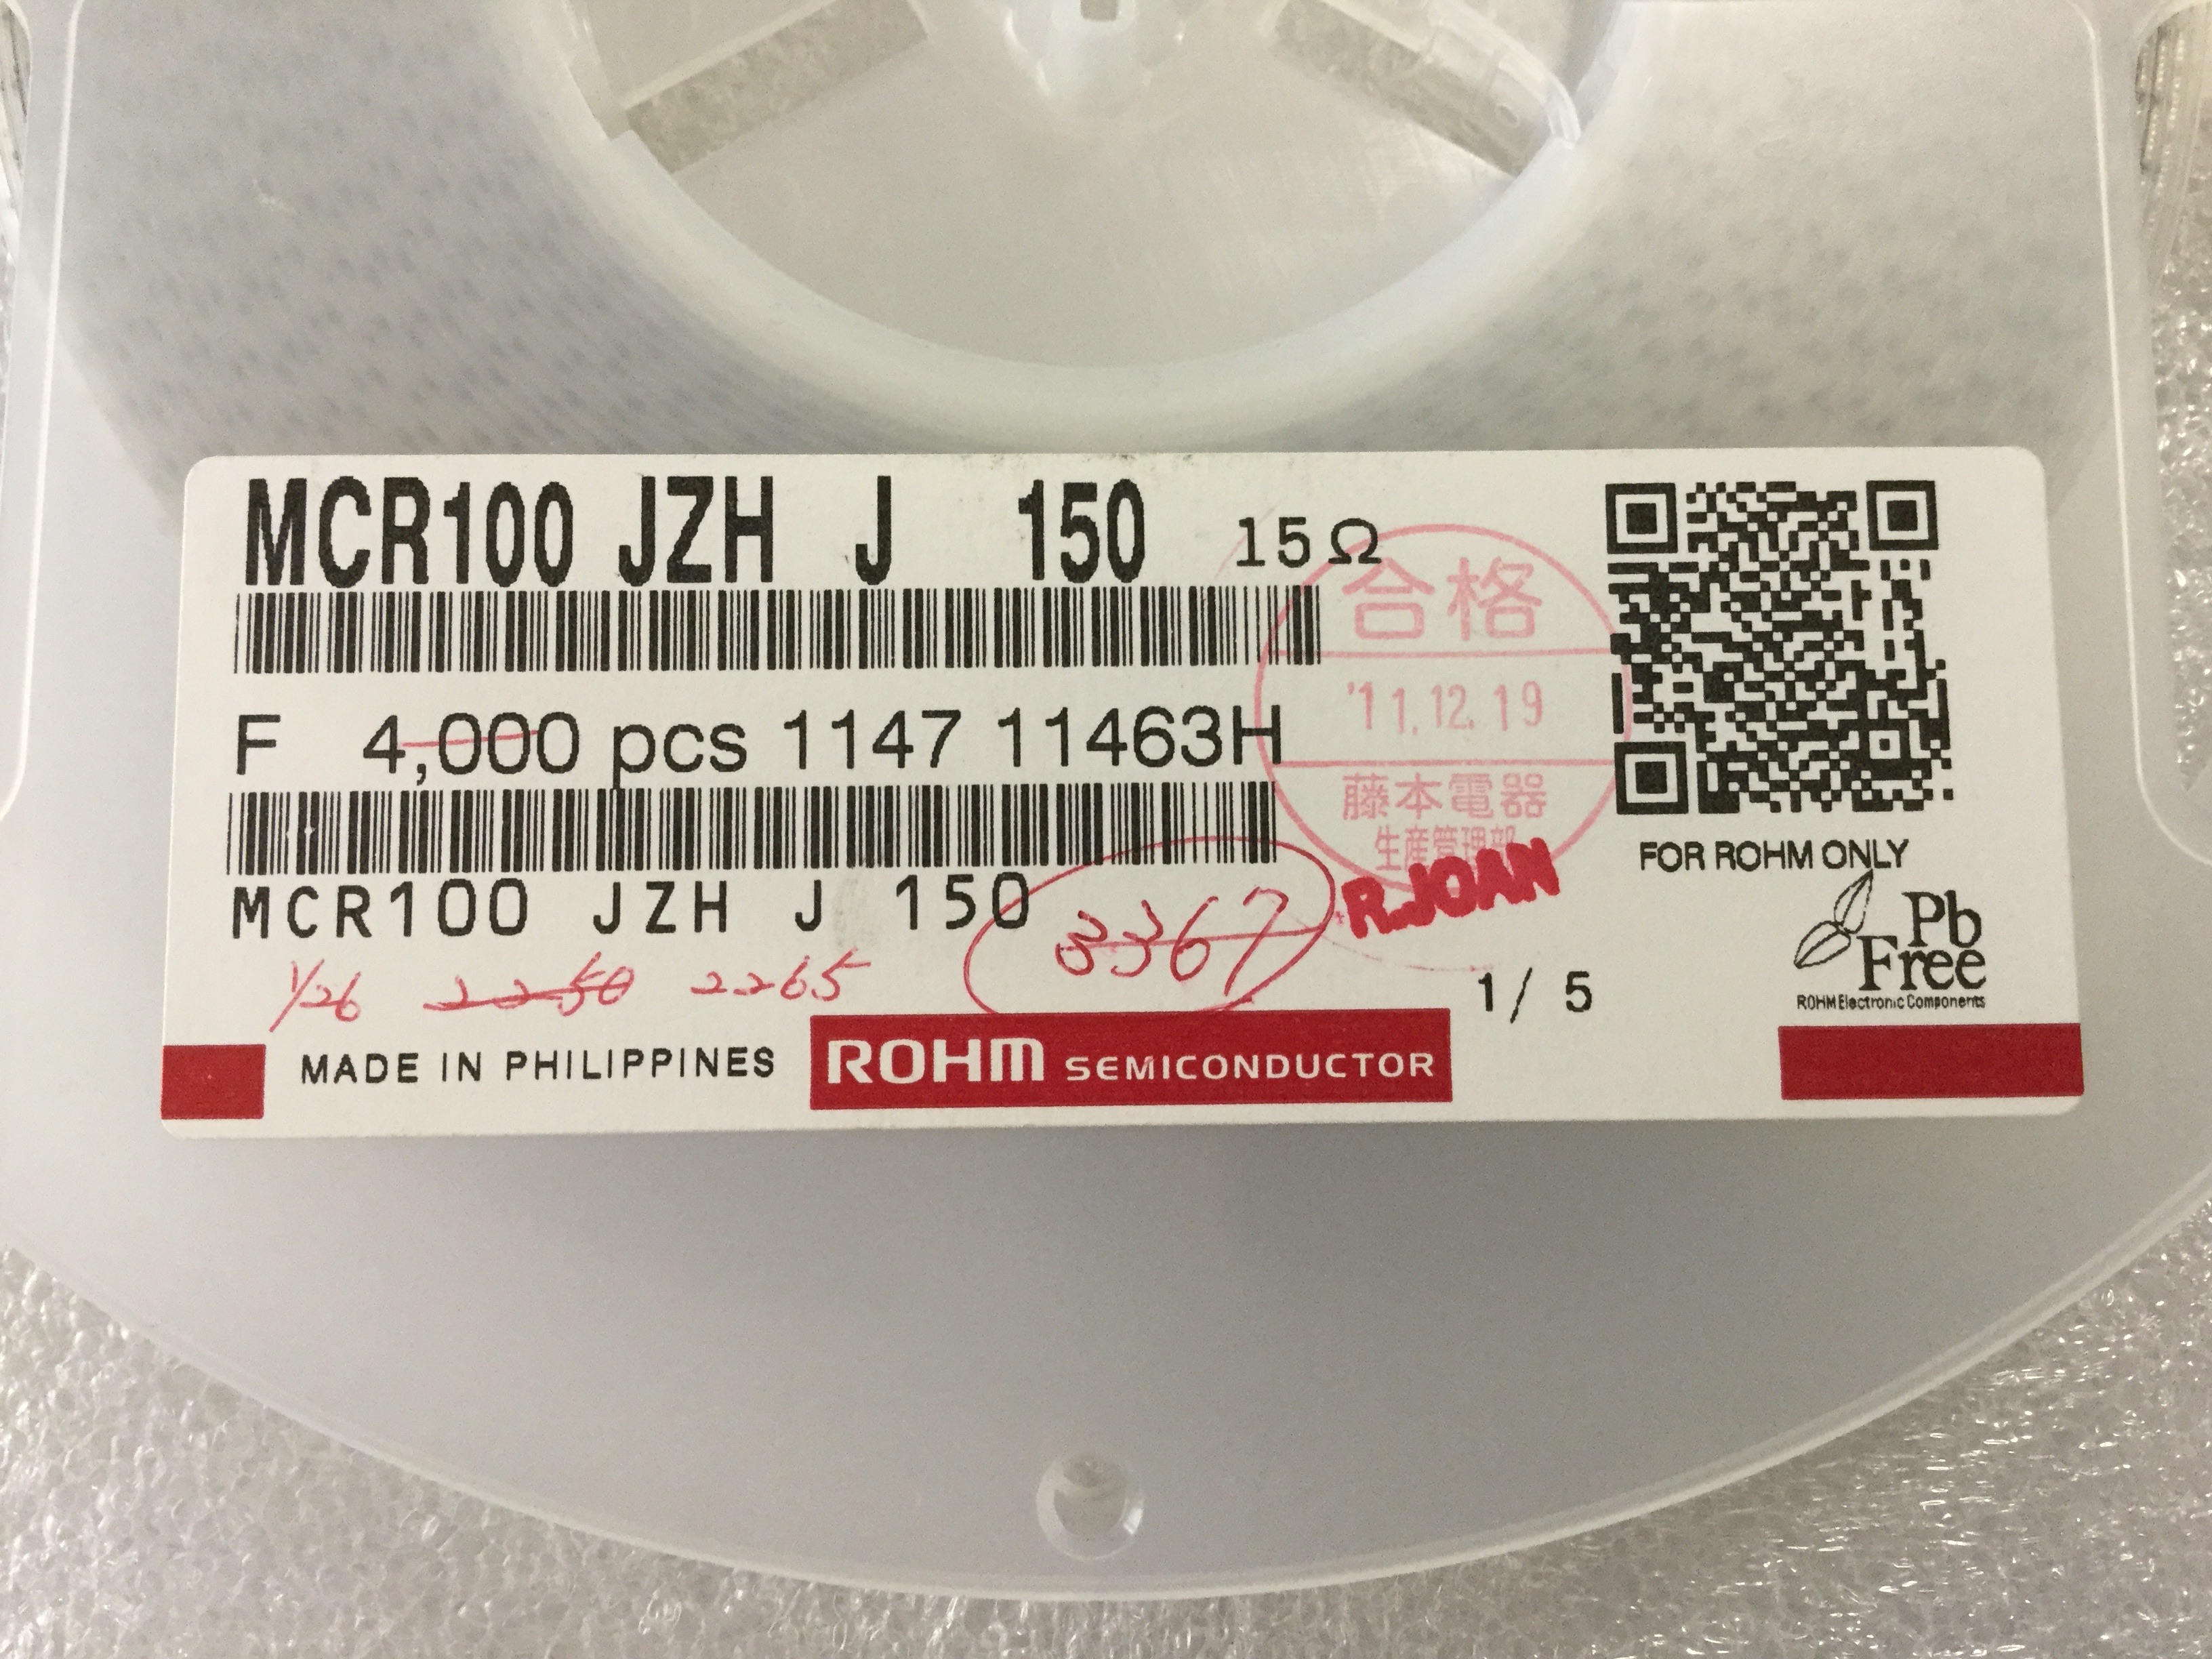 MCR100 JZH J 150 15Ω
合格
'11.12.19
F 4,000 pcs 1147 11463H
藤本電器
生産管理部
FOR ROHM ONLY
MCR100 JZH J 150
3367
R.JOAN
Pb
Free
ROHM Electronic Components
1/26 2250 2265
1/ 5
MADE IN PHILIPPINES
ROHM SEMICONDUCTOR